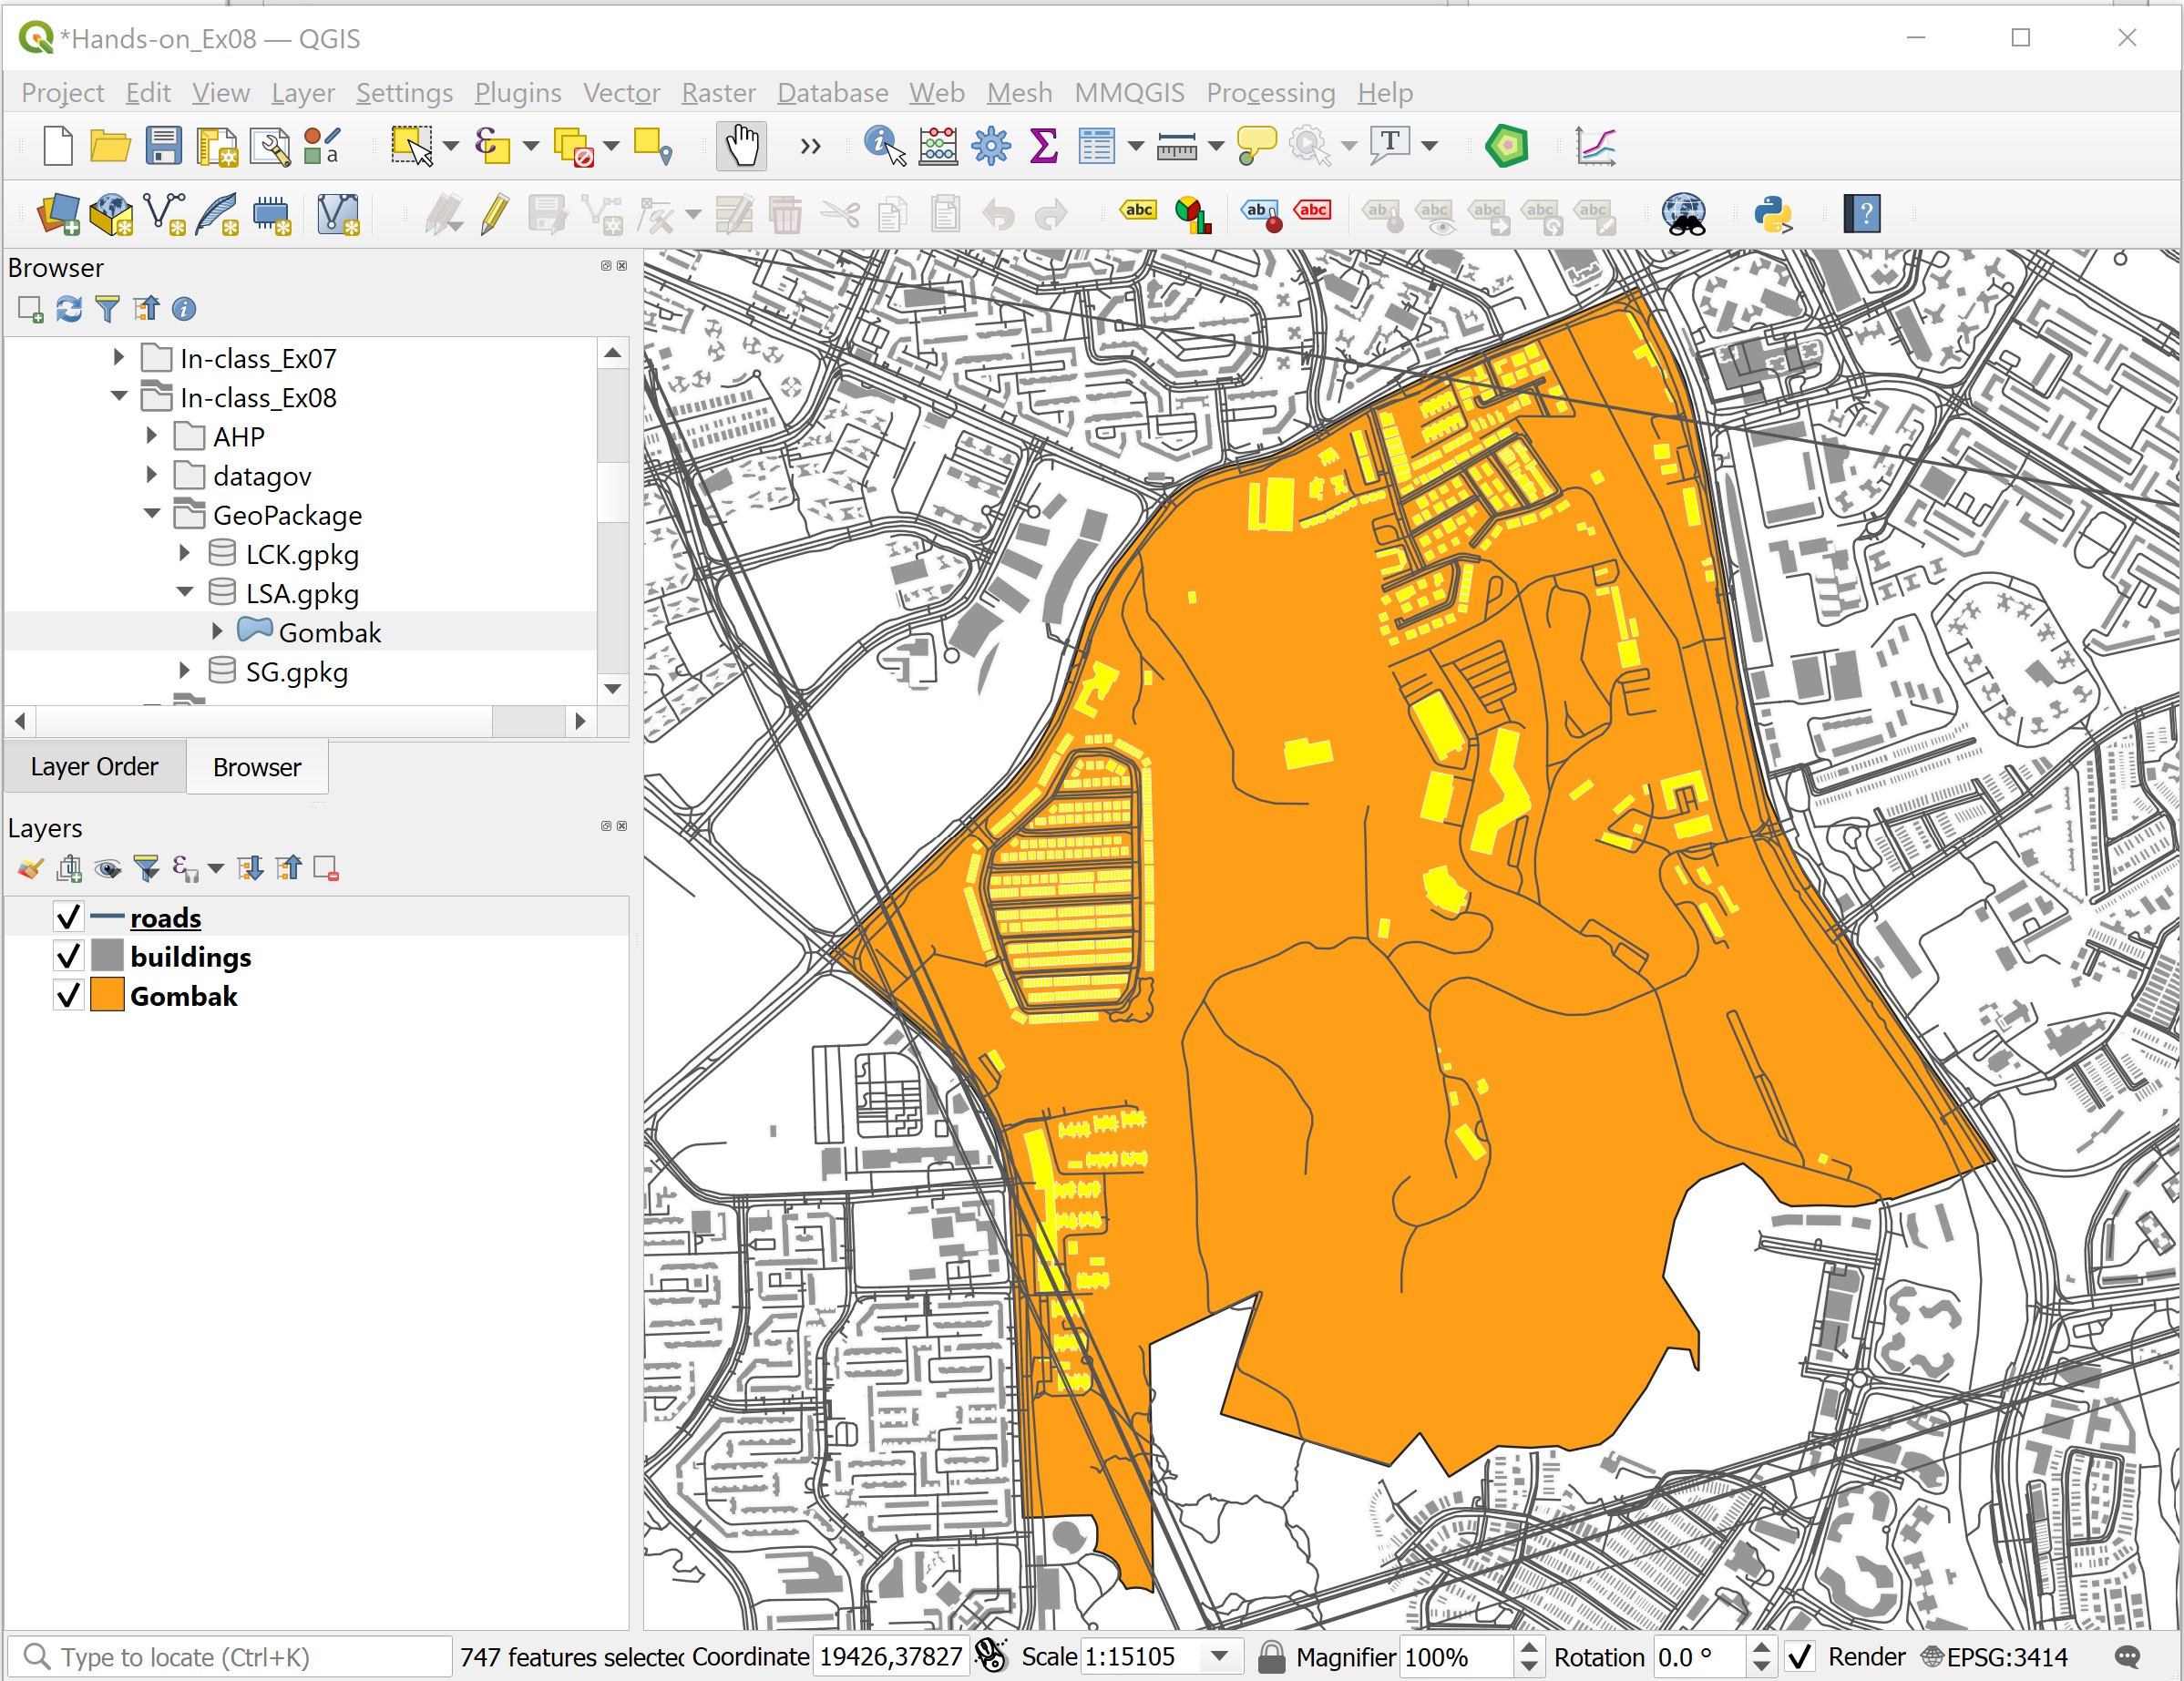 *Hands-on_Ex08 — QGIS
Project Edit View Layer Settings Plugins Vector Raster Database Web Mesh MMQGIS Processing Help
Browser
In-class_Ex07
In-class_Ex08
AHP
datagov
GeoPackage
LCK.gpkg
LSA.gpkg
Gombak
SG.gpkg
Layer Order Browser
Layers
roads
buildings
Gombak
Type to locate (Ctrl+K) 747 features selected Coordinate 19426,37827 Scale 1:15105 Magnifier 100% Rotation 0.0 ° Render EPSG:3414